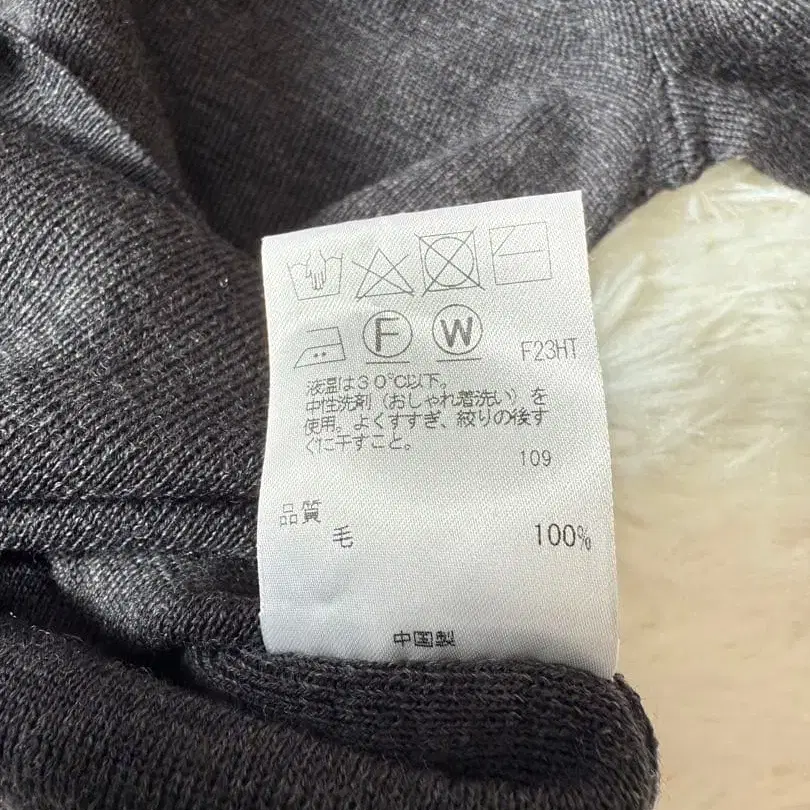 F W F23HT
液温は30℃以下。
中性洗剤（おしゃれ着洗い）を
使用。よくすすぎ、絞りの後す
ぐに干すこと。
109
品質
毛 100%
中国製